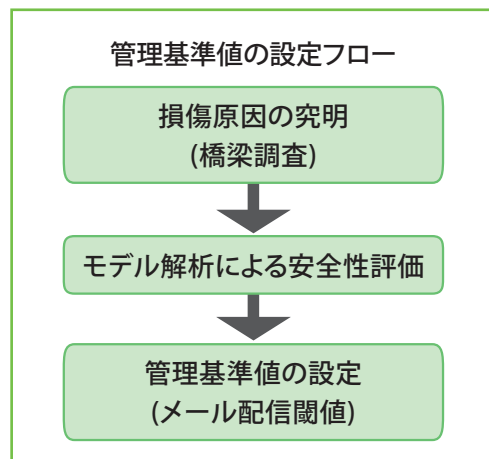 管理基準値の設定フロー
損傷原因の究明
(橋梁調査)
モデル解析による安全性評価
管理基準値の設定
(メール配信閾値)